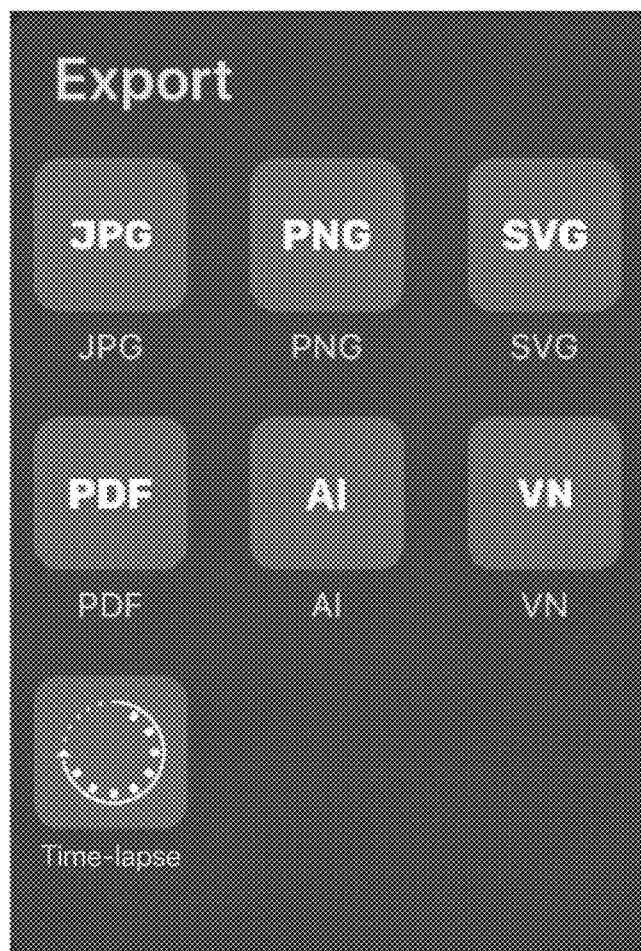 Export
JPG PNG SVG
JPG PNG SVG
PDF AI VN
PDF AI VN
Time-lapse